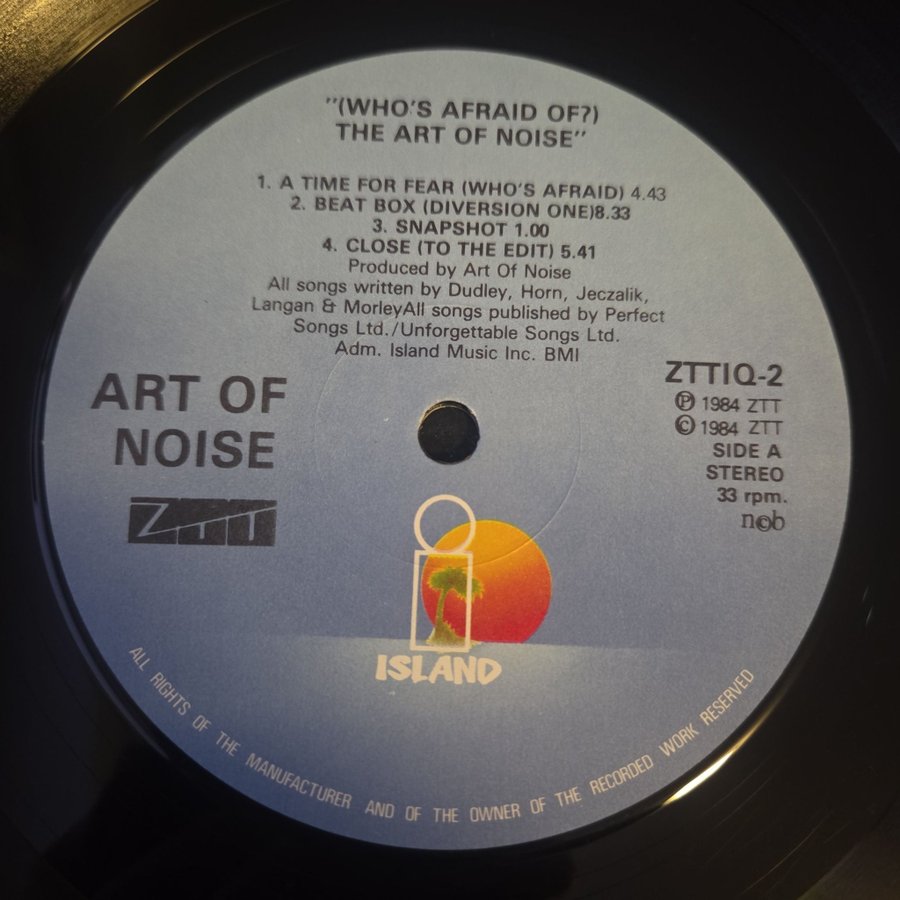 "(WHO'S AFRAID OF?)
THE ART OF NOISE"
1. A TIME FOR FEAR (WHO'S AFRAID) 4.43
2. BEAT BOX (DIVERSION ONE)8.33
3. SNAPSHOT 1.00
4. CLOSE (TO THE EDIT) 5.41
Produced by Art Of Noise
All songs written by Dudley, Horn, Jeczalik,
Langan & MorleyAll songs published by Perfect
Songs Ltd./Unforgettable Songs Ltd.
Adm. Island Music Inc. BMI
ART OF
NOISE
ZTT
ZTTIQ-2
℗ 1984 ZTT
© 1984 ZTT
SIDE A
STEREO
33 rpm.
n©b
i
ISLAND
ALL RIGHTS OF THE MANUFACTURER AND OF THE OWNER OF THE RECORDED WORK RESERVED